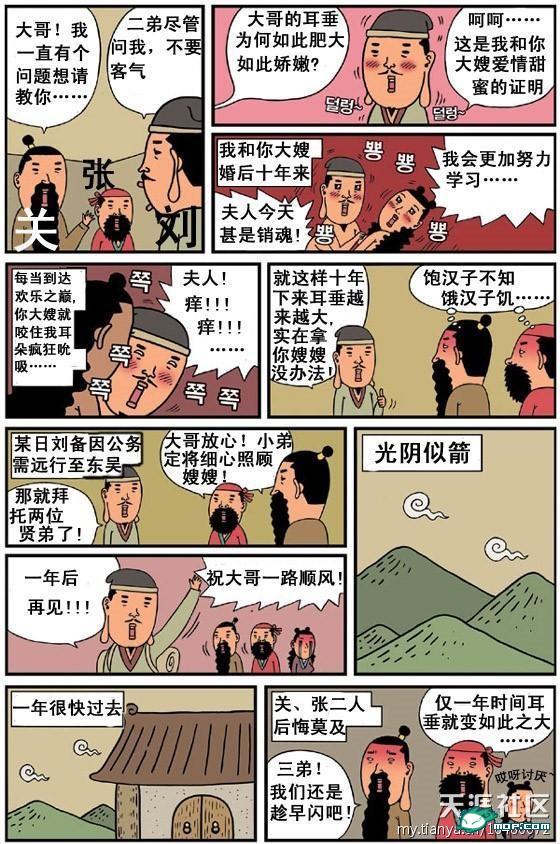 大哥！我
一直有个
问题想请
教你……
二弟尽管
问我，不要
客气
关
张
刘
大哥的耳垂
为何如此肥大
如此娇嫩？
呵呵……
这是我和你
大嫂爱情甜
蜜的证明
덜렁~
덜렁~
我和你大嫂
婚后十年来
夫人今天
甚是销魂！
뿅
뿅
뿅
뿅
我会更加努力
学习……
每当到达
欢乐之巅，
你大嫂就
咬住我耳
朵疯狂吮
吸……
夫人！
痒！！！
痒！！！
……
쪽
쪽
쪽
쪽
就这样十年
下来耳垂越
来越大，
实在拿
你嫂嫂
没办法！
饱汉子不知
饿汉子饥……
某日刘备因公务
需远行至东吴
那就拜
托两位
贤弟了！
大哥放心！小弟
定将细心照顾
嫂嫂！
光阴似箭
一年后
再见！！！
祝大哥一路顺风！
一年很快过去
关、张二人
后悔莫及
三弟！
我们还是
趁早闪吧！
仅一年时间耳
垂就变如此之大
……
哎呀讨厌~
天涯社区
mop.com